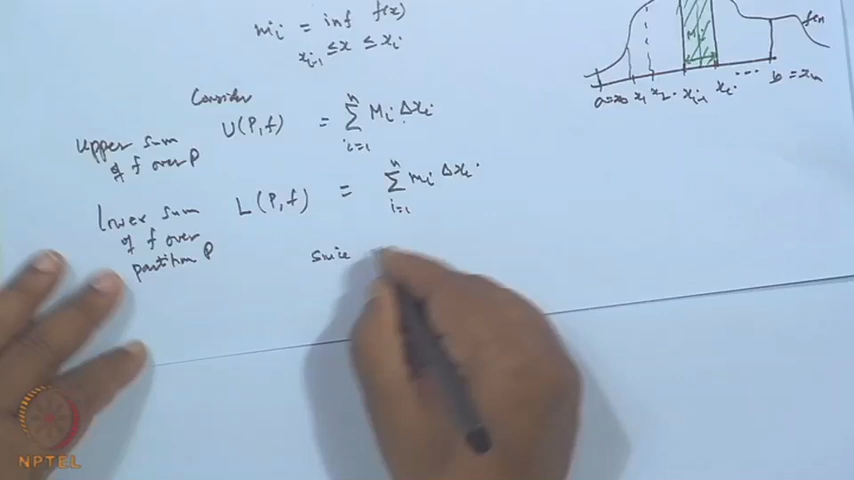 mi = inf f(x)
xi-1 ≤ x ≤ xi
Consider
Upper sum of f over P U(P,f) = Σ i=1 n Mi Δxi
Lower sum of f over partition P L(P,f) = Σ i=1 n mi Δxi
Since
f(x)
Mi
a=x0 x1 x2 .. xi-1 xi ... b=xn
NPTEL